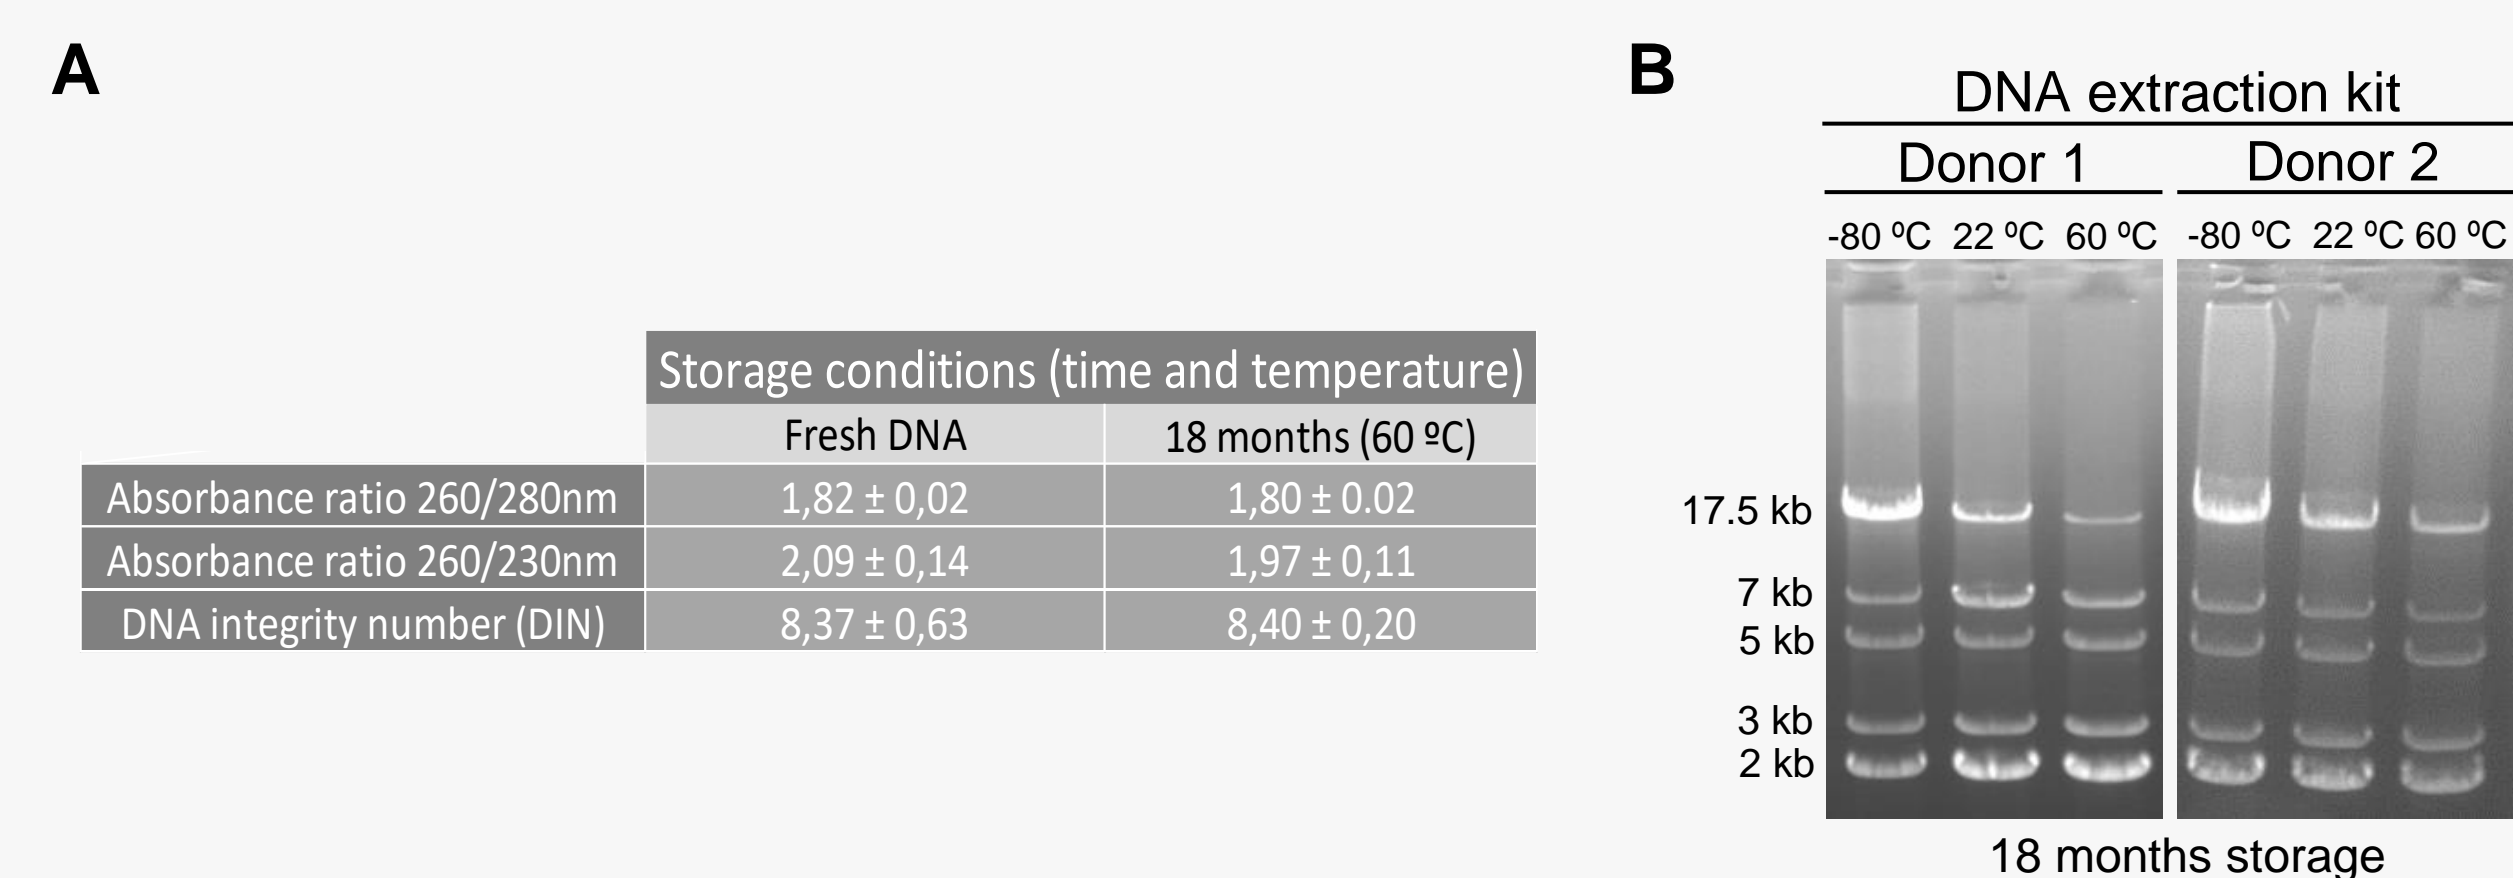 A
Storage conditions (time and temperature)
Fresh DNA 18 months (60 ºC)
Absorbance ratio 260/280nm 1,82 ± 0,02 1,80 ± 0.02
Absorbance ratio 260/230nm 2,09 ± 0,14 1,97 ± 0,11
DNA integrity number (DIN) 8,37 ± 0,63 8,40 ± 0,20
B
DNA extraction kit
Donor 1 Donor 2
-80 ºC 22 ºC 60 ºC -80 ºC 22 ºC 60 ºC
17.5 kb
7 kb
5 kb
3 kb
2 kb
18 months storage